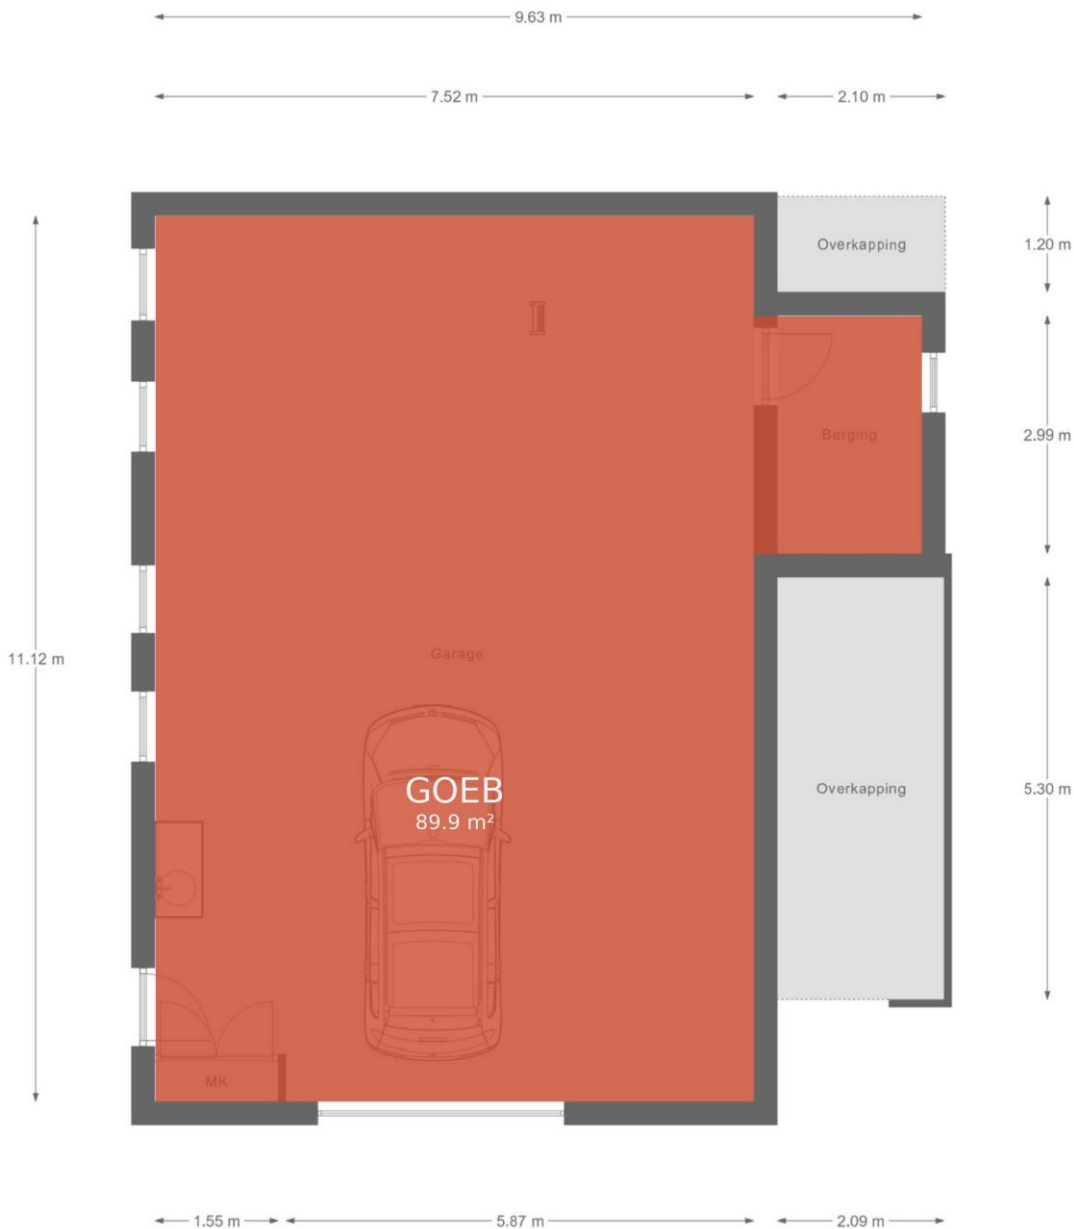 9.63 m
7.52 m
2.10 m
Overkapping
1.20 m
Berging
2.99 m
11.12 m
Garage
GOEB
89.9 m²
Overkapping
5.30 m
MK
1.55 m
5.87 m
2.09 m